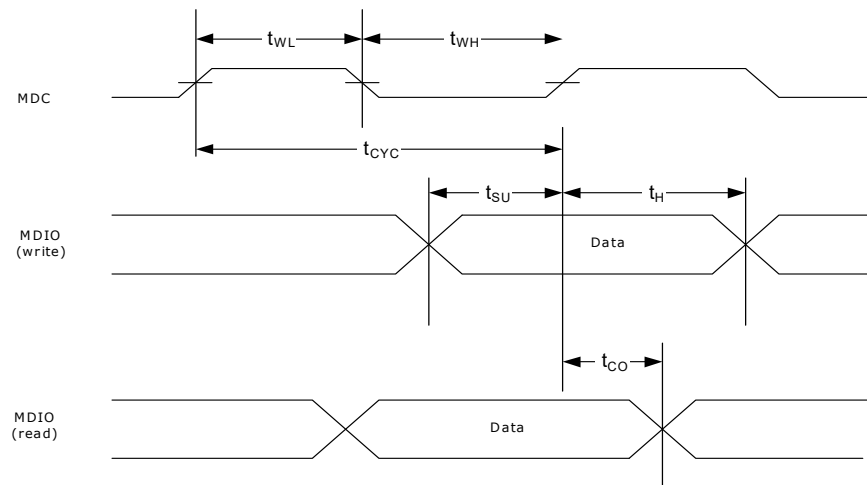 tWL
tWH
MDC
tCYC
tSU
tH
MDIO
(write)
Data
tCO
MDIO
(read)
Data